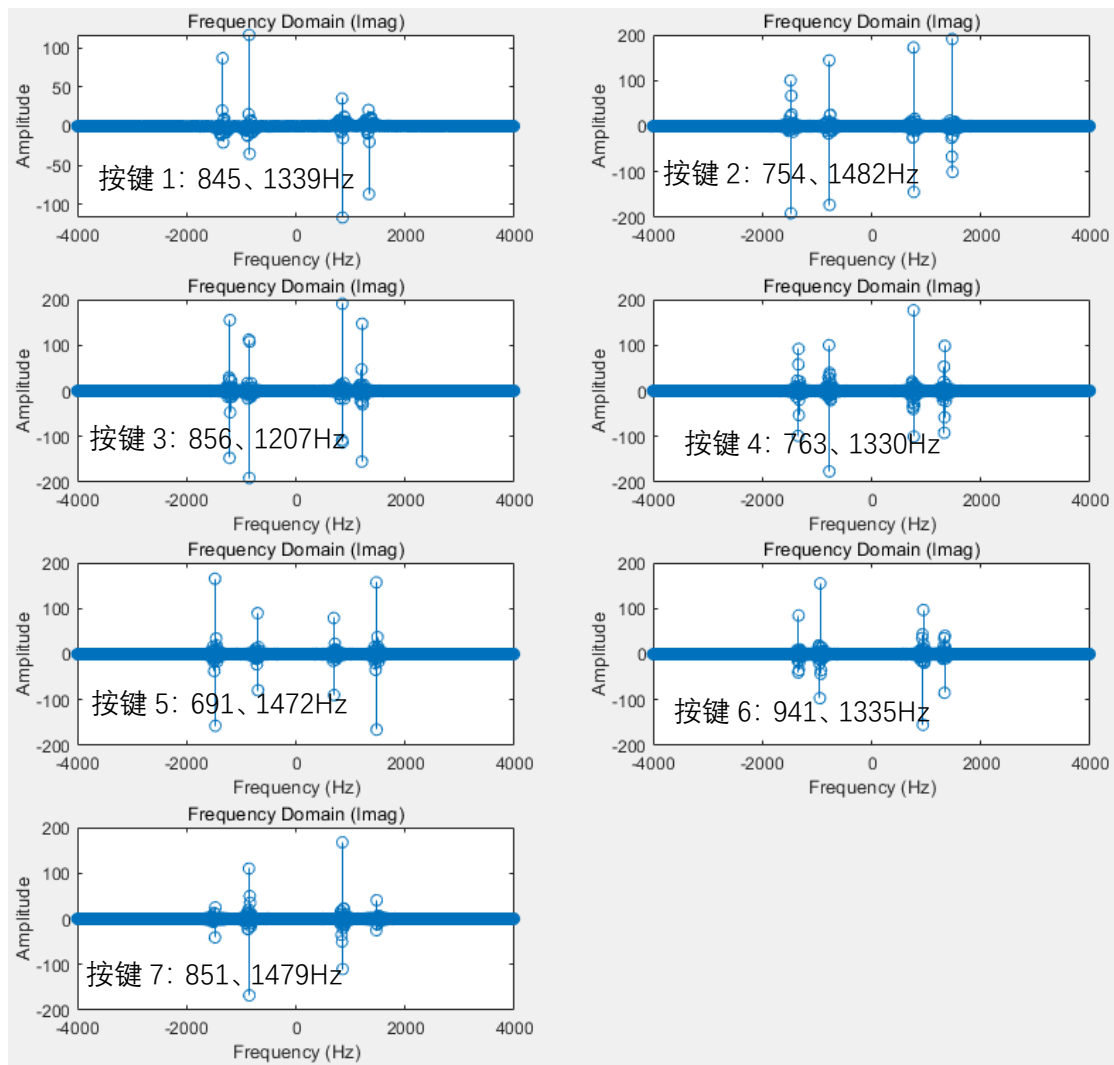 Frequency Domain (Imag)
100
50
0
-50
-100
Amplitude
按键 1：845、1339Hz
-4000 -2000 0 2000 4000
Frequency (Hz)
Frequency Domain (Imag)
200
100
0
-100
-200
Amplitude
按键 2：754、1482Hz
-4000 -2000 0 2000 4000
Frequency (Hz)
Frequency Domain (Imag)
200
100
0
-100
-200
Amplitude
按键 3：856、1207Hz
-4000 -2000 0 2000 4000
Frequency (Hz)
Frequency Domain (Imag)
200
100
0
-100
-200
Amplitude
按键 4：763、1330Hz
-4000 -2000 0 2000 4000
Frequency (Hz)
Frequency Domain (Imag)
200
100
0
-100
-200
Amplitude
按键 5：691、1472Hz
-4000 -2000 0 2000 4000
Frequency (Hz)
Frequency Domain (Imag)
200
100
0
-100
-200
Amplitude
按键 6：941、1335Hz
-4000 -2000 0 2000 4000
Frequency (Hz)
Frequency Domain (Imag)
200
100
0
-100
-200
Amplitude
按键 7：851、1479Hz
-4000 -2000 0 2000 4000
Frequency (Hz)